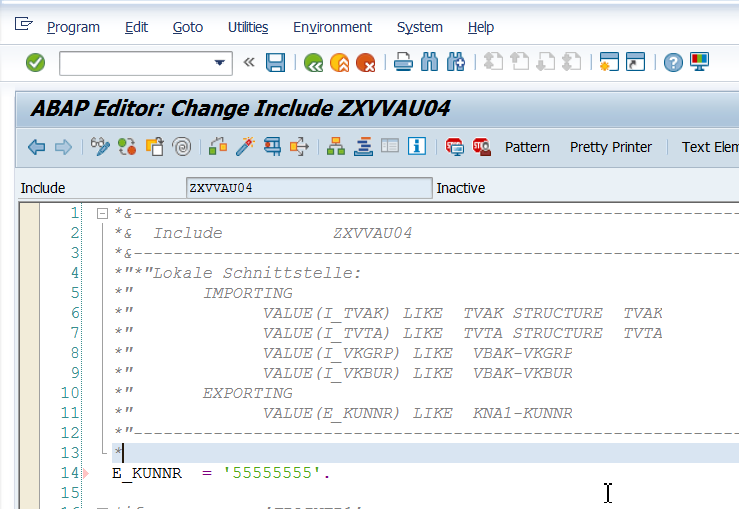 Program Edit Goto Utilities Environment System Help
ABAP Editor: Change Include ZXVVAU04
Pattern Pretty Printer Text Elem
Include ZXVVAU04 Inactive
1 *&---------------------------------------------------------------
2 *& Include ZXVVAU04
3 *&---------------------------------------------------------------
4 *"*"Lokale Schnittstelle:
5 *" IMPORTING
6 *" VALUE(I_TVAK) LIKE TVAK STRUCTURE TVAK
7 *" VALUE(I_TVTA) LIKE TVTA STRUCTURE TVTA
8 *" VALUE(I_VKGRP) LIKE VBAK-VKGRP
9 *" VALUE(I_VKBUR) LIKE VBAK-VKBUR
10 *" EXPORTING
11 *" VALUE(E_KUNNR) LIKE KNA1-KUNNR
12 *"---------------------------------------------------------------
13 *
14 E_KUNNR = '55555555'.
15